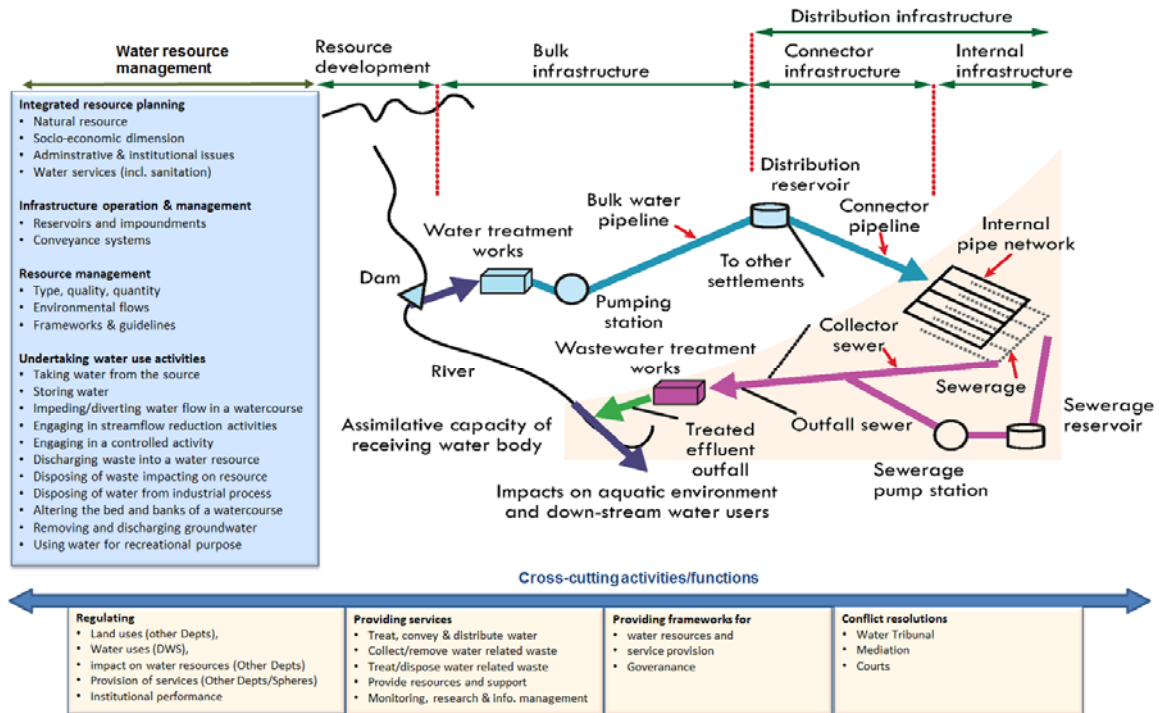 Distribution infrastructure
Water resource
management
Resource
development
Bulk
infrastructure
Connector
infrastructure
Internal
infrastructure
Integrated resource planning
• Natural resource
• Socio-economic dimension
• Adminstrative & institutional issues
• Water services (incl. sanitation)
Infrastructure operation & management
• Reservoirs and impoundments
• Conveyance systems
Resource management
• Type, quality, quantity
• Environmental flows
• Frameworks & guidelines
Undertaking water use activities
• Taking water from the source
• Storing water
• Impeding/diverting water flow in a watercourse
• Engaging in streamflow reduction activities
• Engaging in a controlled activity
• Discharging waste into a water resource
• Disposing of waste impacting on resource
• Disposing of water from industrial process
• Altering the bed and banks of a watercourse
• Removing and discharging groundwater
• Using water for recreational purpose
Distribution
reservoir
Bulk water
pipeline
Connector
pipeline
Water treatment
works
Internal
pipe network
To other
settlements
Dam
Pumping
station
Collector
sewer
Wastewater treatment
works
River
Sewerage
Sewerage
reservoir
Assimilative capacity of
receiving water body
Treated
effluent
outfall
Outfall sewer
Sewerage
pump station
Impacts on aquatic environment
and down-stream water users
Cross-cutting activities/functions
Regulating
• Land uses (other Depts),
• Water uses (DWS),
• impact on water resources (Other Depts)
• Provision of services (Other Depts/Spheres)
• Institutional performance
Providing services
• Treat, convey & distribute water
• Collect/remove water related waste
• Treat/dispose water related waste
• Provide resources and support
• Monitoring, research & info. management
Providing frameworks for
• water resources and
• service provision
• Goveranance
Conflict resolutions
• Water Tribunal
• Mediation
• Courts